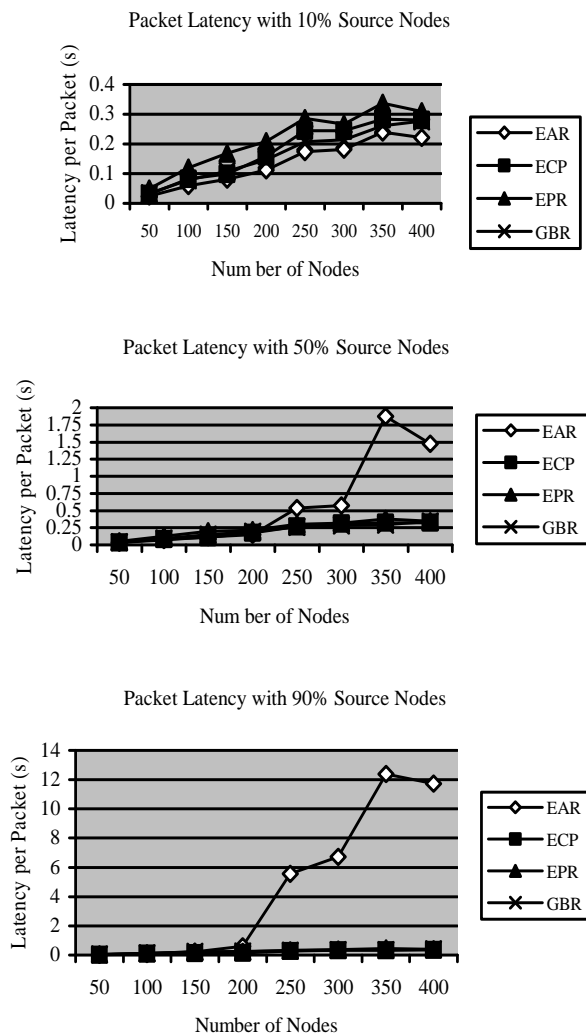 Packet Latency with 10% Source Nodes
Latency per Packet (s)
0.4
0.3
0.2
0.1
0
50 100 150 200 250 300 350 400
Num ber of Nodes
EAR
ECP
EPR
GBR
Packet Latency with 50% Source Nodes
Latency per Packet (s)
2
1.75
1.5
1.25
1
0.75
0.5
0.25
0
50 100 150 200 250 300 350 400
Num ber of Nodes
EAR
ECP
EPR
GBR
Packet Latency with 90% Source Nodes
Latency per Packet (s)
14
12
10
8
6
4
2
0
50 100 150 200 250 300 350 400
Number of Nodes
EAR
ECP
EPR
GBR